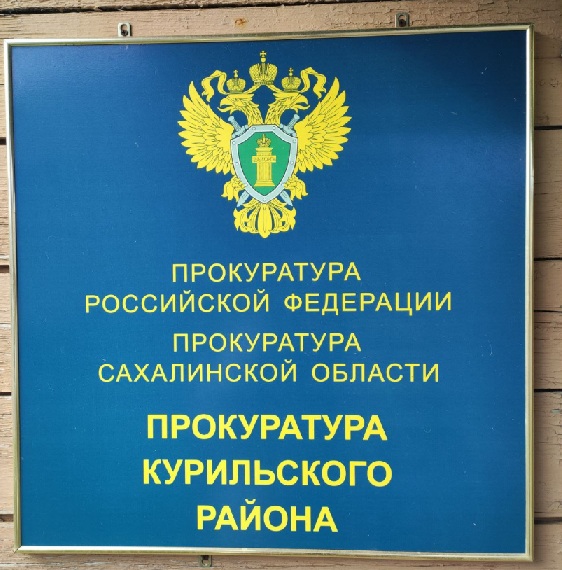 ПРОКУРАТУРА
РОССИЙСКОЙ ФЕДЕРАЦИИ
ПРОКУРАТУРА
САХАЛИНСКОЙ ОБЛАСТИ
ПРОКУРАТУРА
КУРИЛЬСКОГО
РАЙОНА